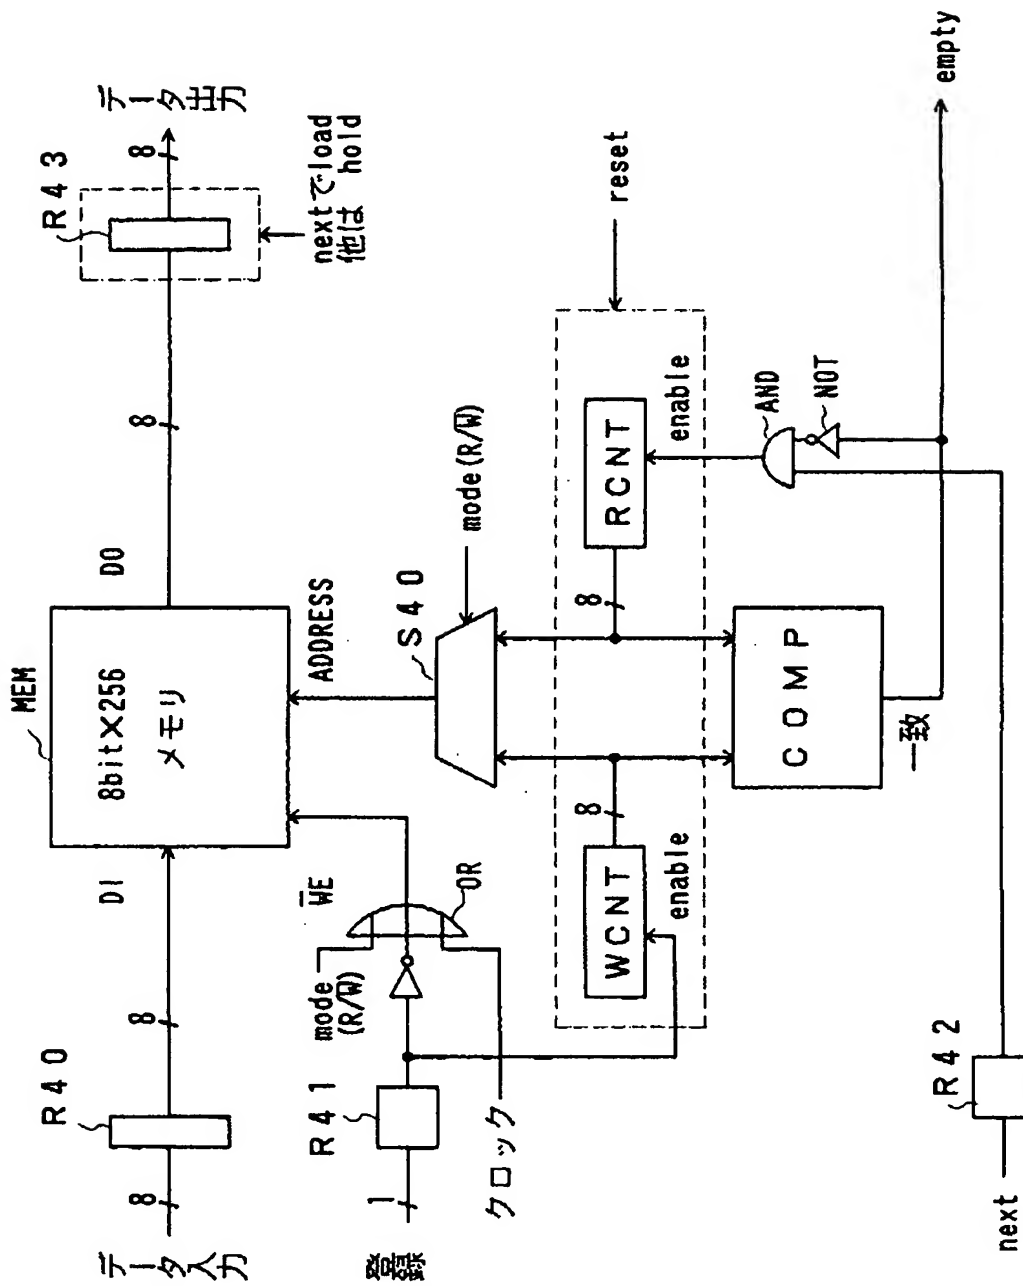 データ入力
8
R40
8
DI
MEM
8bit×256
メモリ
DO
8
R43
8
データ出力
nextでload
他は hold
登録
1
R41
クロック
mode
(R/W̅)
W̅E̅
OR
ADDRESS
S40
mode(R/W̅)
WCNT
enable
8
8
RCNT
enable
reset
COMP
一致
AND
NOT
empty
next
R42